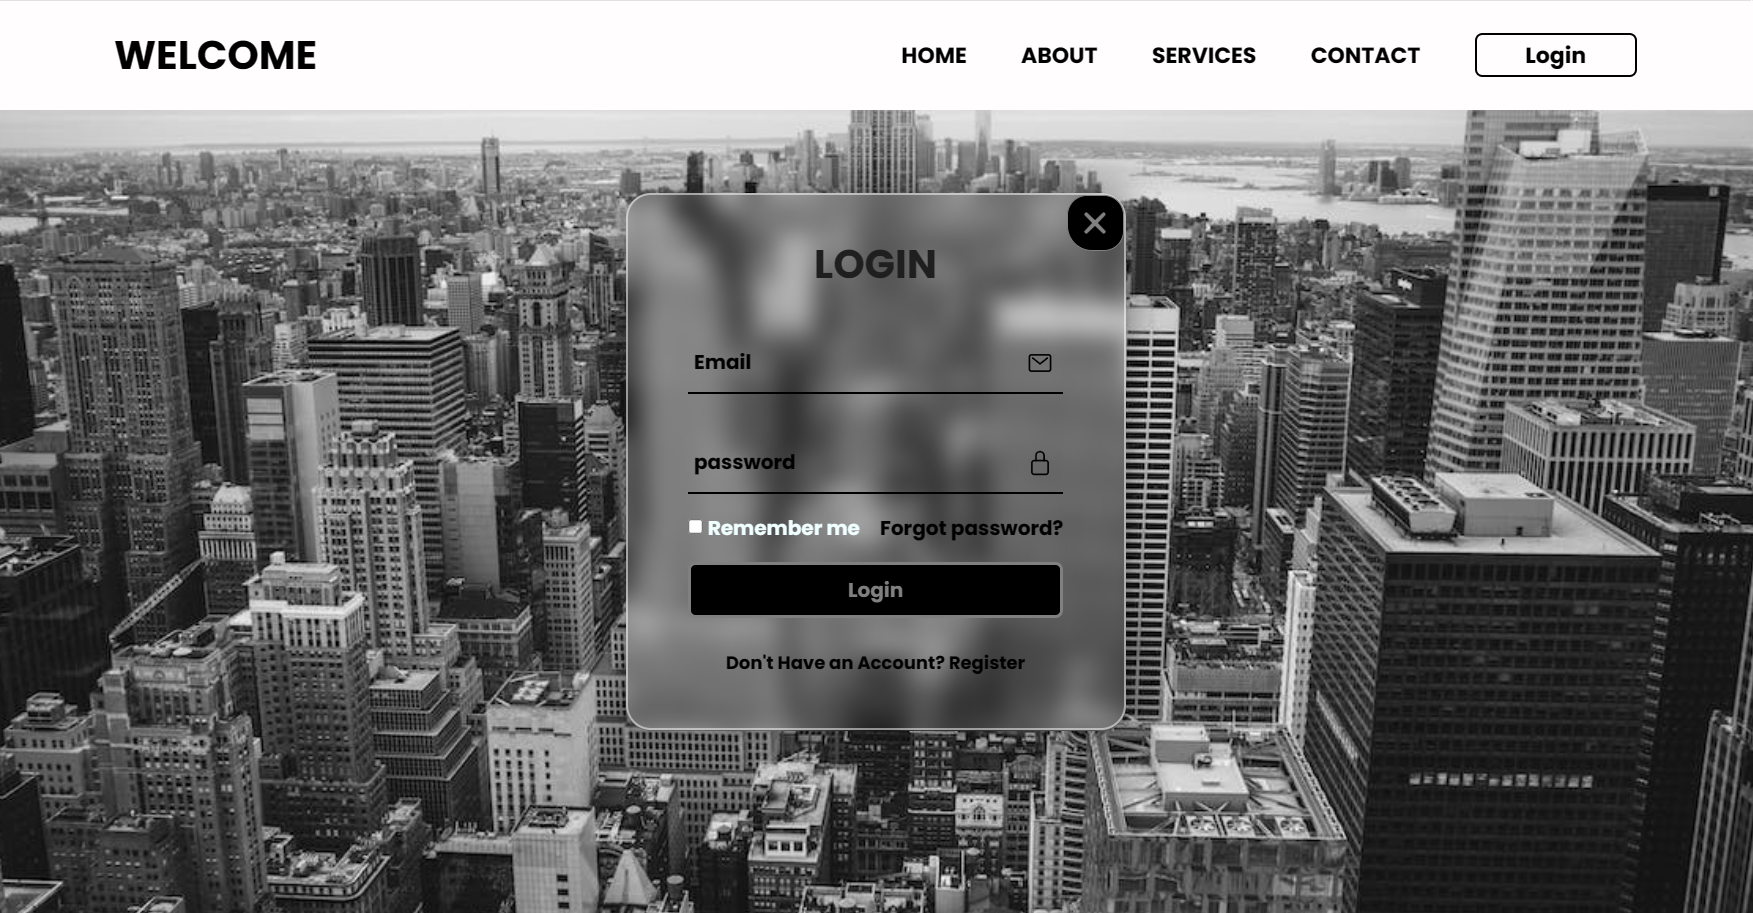 WELCOME
HOME ABOUT SERVICES CONTACT Login
LOGIN
Email
password
Remember me Forgot password?
Login
Don't Have an Account? Register